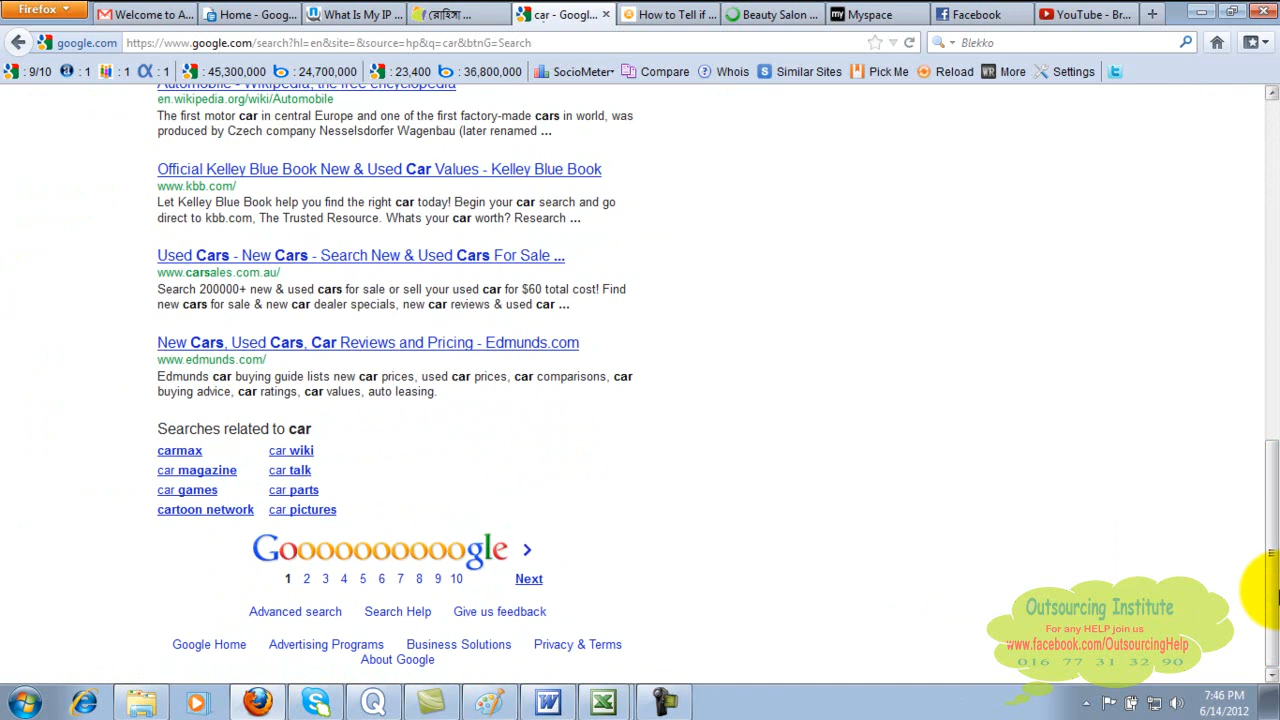 Firefox
Welcome to A...
Home - Goog...
What Is My IP ...
car - Googl...
How to Tell if ...
Beauty Salon ...
Myspace
Facebook
YouTube - Br...
google.com
https://www.google.com/search?hl=en&site=&source=hp&q=car&btnG=Search
Blekko
: 9/10 : 1 : 1 : 1 : 45,300,000 : 24,700,000 : 23,400 : 36,800,000 SocioMeter Compare Whois Similar Sites Pick Me Reload More Settings
Automobile - Wikipedia, the free encyclopedia
en.wikipedia.org/wiki/Automobile
The first motor car in central Europe and one of the first factory-made cars in world, was
produced by Czech company Nesselsdorfer Wagenbau (later renamed ...
Official Kelley Blue Book New & Used Car Values - Kelley Blue Book
www.kbb.com/
Let Kelley Blue Book help you find the right car today! Begin your car search and go
direct to kbb.com, The Trusted Resource. Whats your car worth? Research ...
Used Cars - New Cars - Search New & Used Cars For Sale ...
www.carsales.com.au/
Search 200000+ new & used cars for sale or sell your used car for $60 total cost! Find
new cars for sale & new car dealer specials, new car reviews & used car ...
New Cars, Used Cars, Car Reviews and Pricing - Edmunds.com
www.edmunds.com/
Edmunds car buying guide lists new car prices, used car prices, car comparisons, car
buying advice, car ratings, car values, auto leasing.
Searches related to car
carmax car wiki
car magazine car talk
car games car parts
cartoon network car pictures
Goooooooooogle >
1 2 3 4 5 6 7 8 9 10 Next
Advanced search Search Help Give us feedback
Google Home Advertising Programs Business Solutions Privacy & Terms
About Google
Outsourcing Institute
For any HELP join us
www.facebook.com/OutsourcingHelp
016 77 31 32 90
7:46 PM
6/14/2012